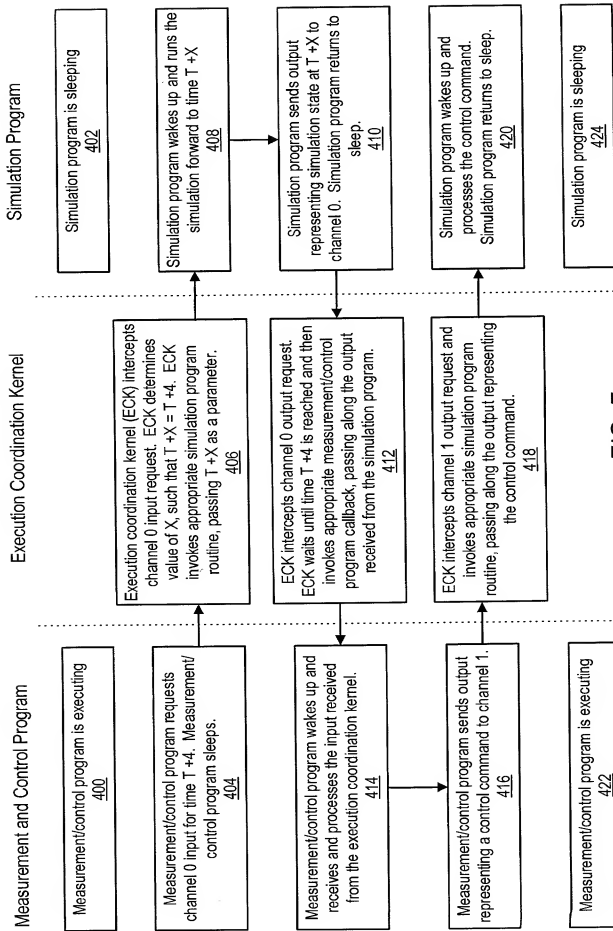 Measurement and Control Program
Execution Coordination Kernel
Simulation Program
Measurement/control program is executing
400
Simulation program is sleeping
402
Measurement/control program requests
channel 0 input for time T +4. Measurement/
control program sleeps.
404
Execution coordination kernel (ECK) intercepts
channel 0 input request. ECK determines
value of X, such that T +X = T +4. ECK
invokes appropriate simulation program
routine, passing T +X as a parameter.
406
Simulation program wakes up and runs the
simulation forward to time T +X
408
Simulation program sends output
representing simulation state at T +X to
channel 0. Simulation program returns to
sleep.
410
ECK intercepts channel 0 output request.
ECK waits until time T +4 is reached and then
invokes appropriate measurement/control
program callback, passing along the output
received from the simulation program.
412
Measurement/control program wakes up and
receives and processes the input received
from the execution coordination kernel.
414
Measurement/control program sends output
representing a control command to channel 1.
416
ECK intercepts channel 1 output request and
invokes appropriate simulation program
routine, passing along the output representing
the control command.
418
Simulation program wakes up and
processes the control command.
Simulation program returns to sleep.
420
Measurement/control program is executing
422
Simulation program is sleeping
424